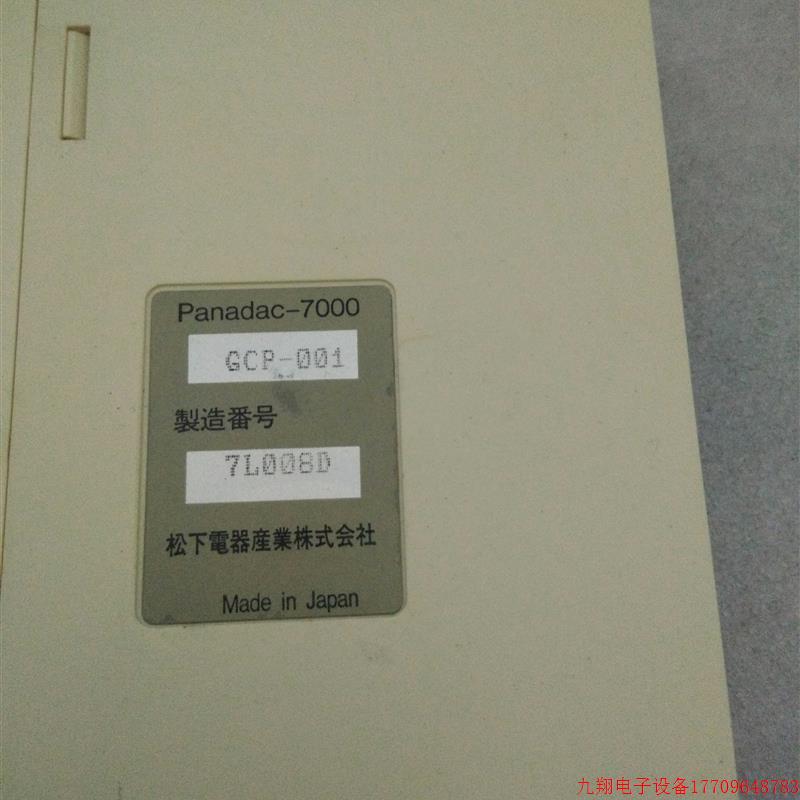 Panadac-7000
GCP-001
製造番号
7L008D
松下電器産業株式会社
Made in Japan
九翔电子设备17709648783